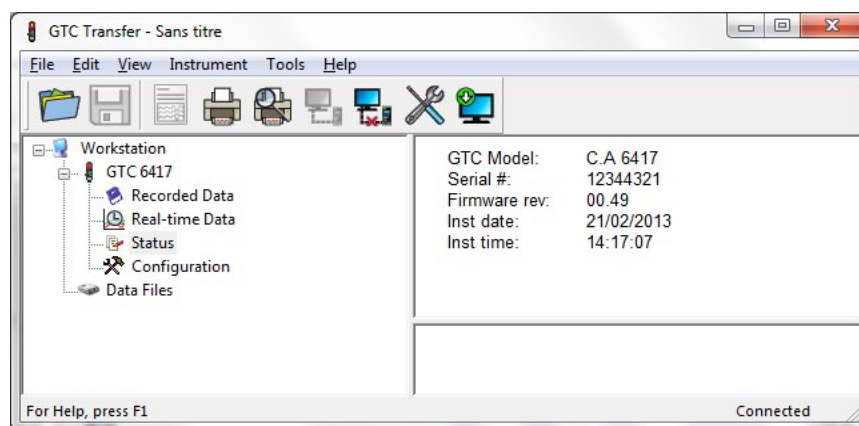 GTC Transfer - Sans titre
File Edit View Instrument Tools Help
Workstation
GTC 6417
Recorded Data
Real-time Data
Status
Configuration
Data Files
GTC Model: C.A 6417
Serial #: 12344321
Firmware rev: 00.49
Inst date: 21/02/2013
Inst time: 14:17:07
For Help, press F1 Connected